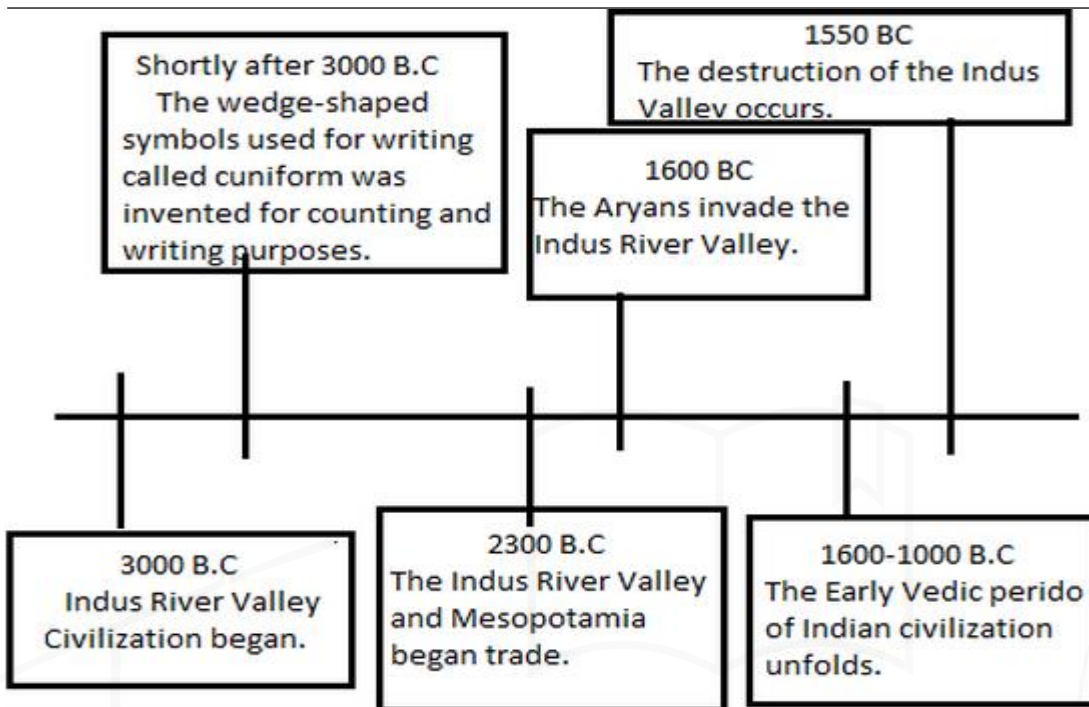 Shortly after 3000 B.C
The wedge-shaped
symbols used for writing
called cuniform was
invented for counting and
writing purposes.
1550 BC
The destruction of the Indus
Valley occurs.
1600 BC
The Aryans invade the
Indus River Valley.
3000 B.C
Indus River Valley
Civilization began.
2300 B.C
The Indus River Valley
and Mesopotamia
began trade.
1600-1000 B.C
The Early Vedic perido
of Indian civilization
unfolds.